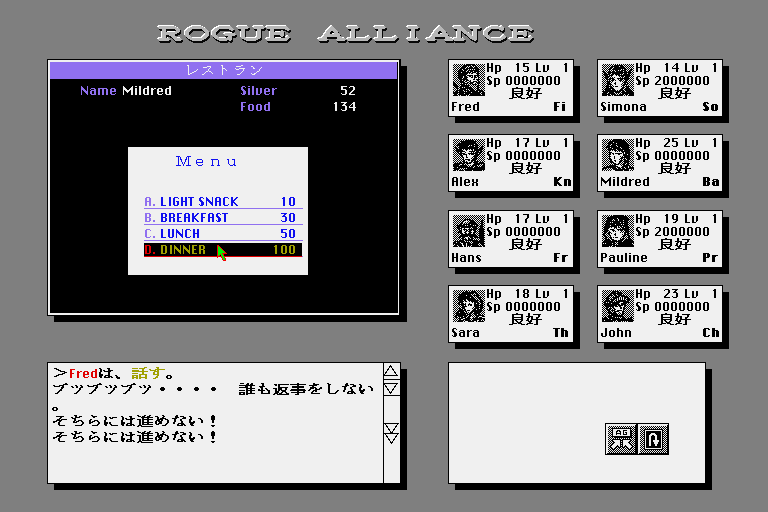 ROGUE ALLIANCE
レストラン
Name Mildred Silver 52
Food 134
Menu
A. LIGHT SNACK 10
B. BREAKFAST 30
C. LUNCH 50
D. DINNER 100
Hp 15 Lv 1
Sp 0000000
良好
Fred Fi
Hp 14 Lv 1
Sp 2000000
良好
Simona So
Hp 17 Lv 1
Sp 0000000
良好
Alex Kn
Hp 25 Lv 1
Sp 0000000
良好
Mildred Ba
Hp 17 Lv 1
Sp 0000000
良好
Hans Fr
Hp 19 Lv 1
Sp 2000000
良好
Pauline Pr
Hp 18 Lv 1
Sp 0000000
良好
Sara Th
Hp 23 Lv 1
Sp 0000000
良好
John Ch
>Fredは、話す。
ブツブツブツ・・・・　誰も返事をしない
。
そちらには進めない！
そちらには進めない！
AG